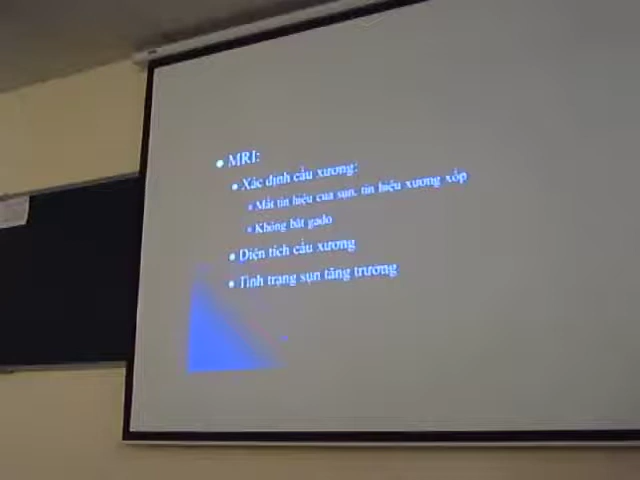 MRI:
Xác định cầu xương:
Mất tín hiệu của sụn, tín hiệu xương xốp
Không bắt gado
Diện tích cầu xương
Tình trạng sụn tăng trưởng